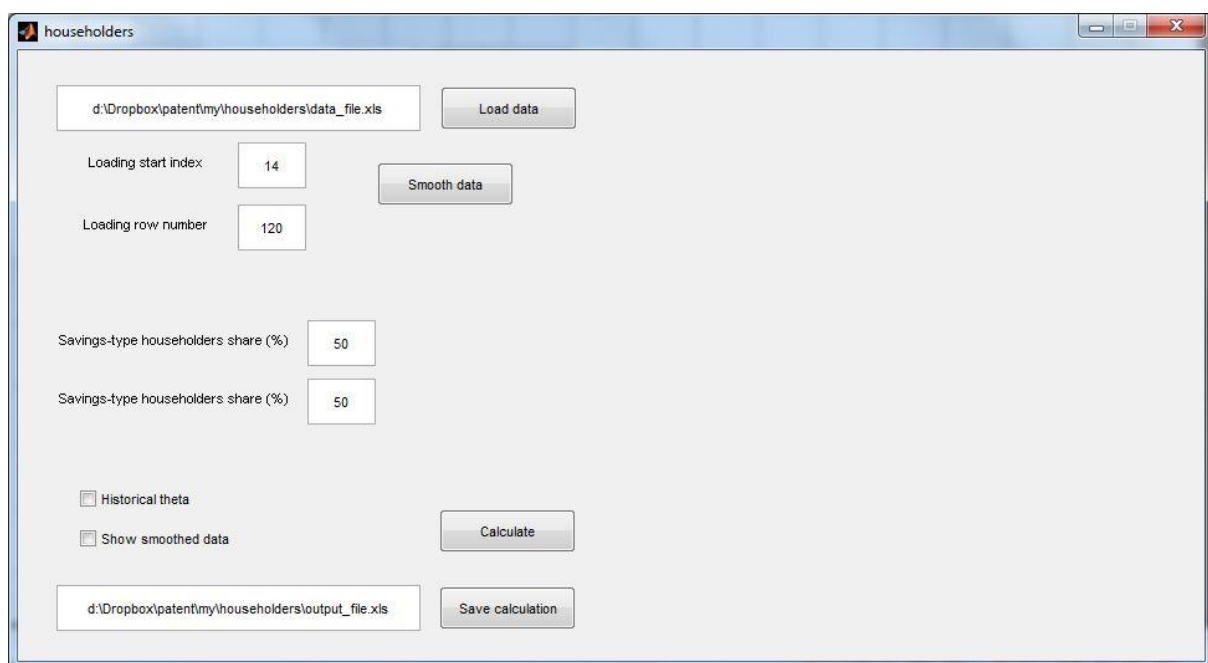 householders
d:\Dropbox\patent\my\householders\data_file.xls
Load data
Loading start index
14
Smooth data
Loading row number
120
Savings-type householders share (%)
50
Savings-type householders share (%)
50
Historical theta
Show smoothed data
Calculate
d:\Dropbox\patent\my\householders\output_file.xls
Save calculation